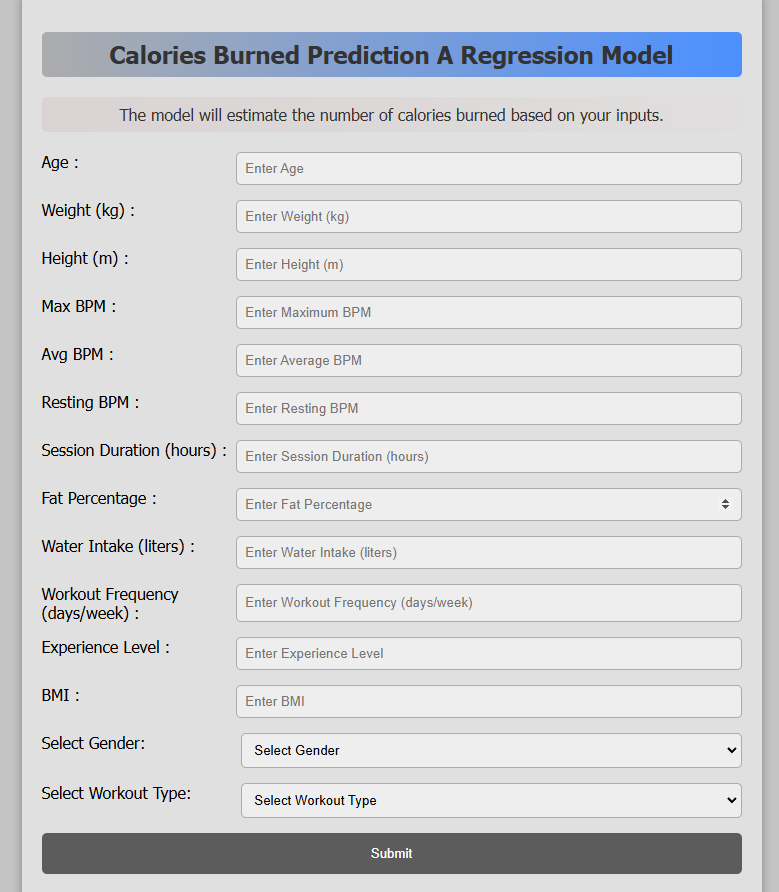 Calories Burned Prediction A Regression Model
The model will estimate the number of calories burned based on your inputs.
Age :
Enter Age
Weight (kg) :
Enter Weight (kg)
Height (m) :
Enter Height (m)
Max BPM :
Enter Maximum BPM
Avg BPM :
Enter Average BPM
Resting BPM :
Enter Resting BPM
Session Duration (hours) :
Enter Session Duration (hours)
Fat Percentage :
Enter Fat Percentage
Water Intake (liters) :
Enter Water Intake (liters)
Workout Frequency
(days/week) :
Enter Workout Frequency (days/week)
Experience Level :
Enter Experience Level
BMI :
Enter BMI
Select Gender:
Select Gender
Select Workout Type:
Select Workout Type
Submit